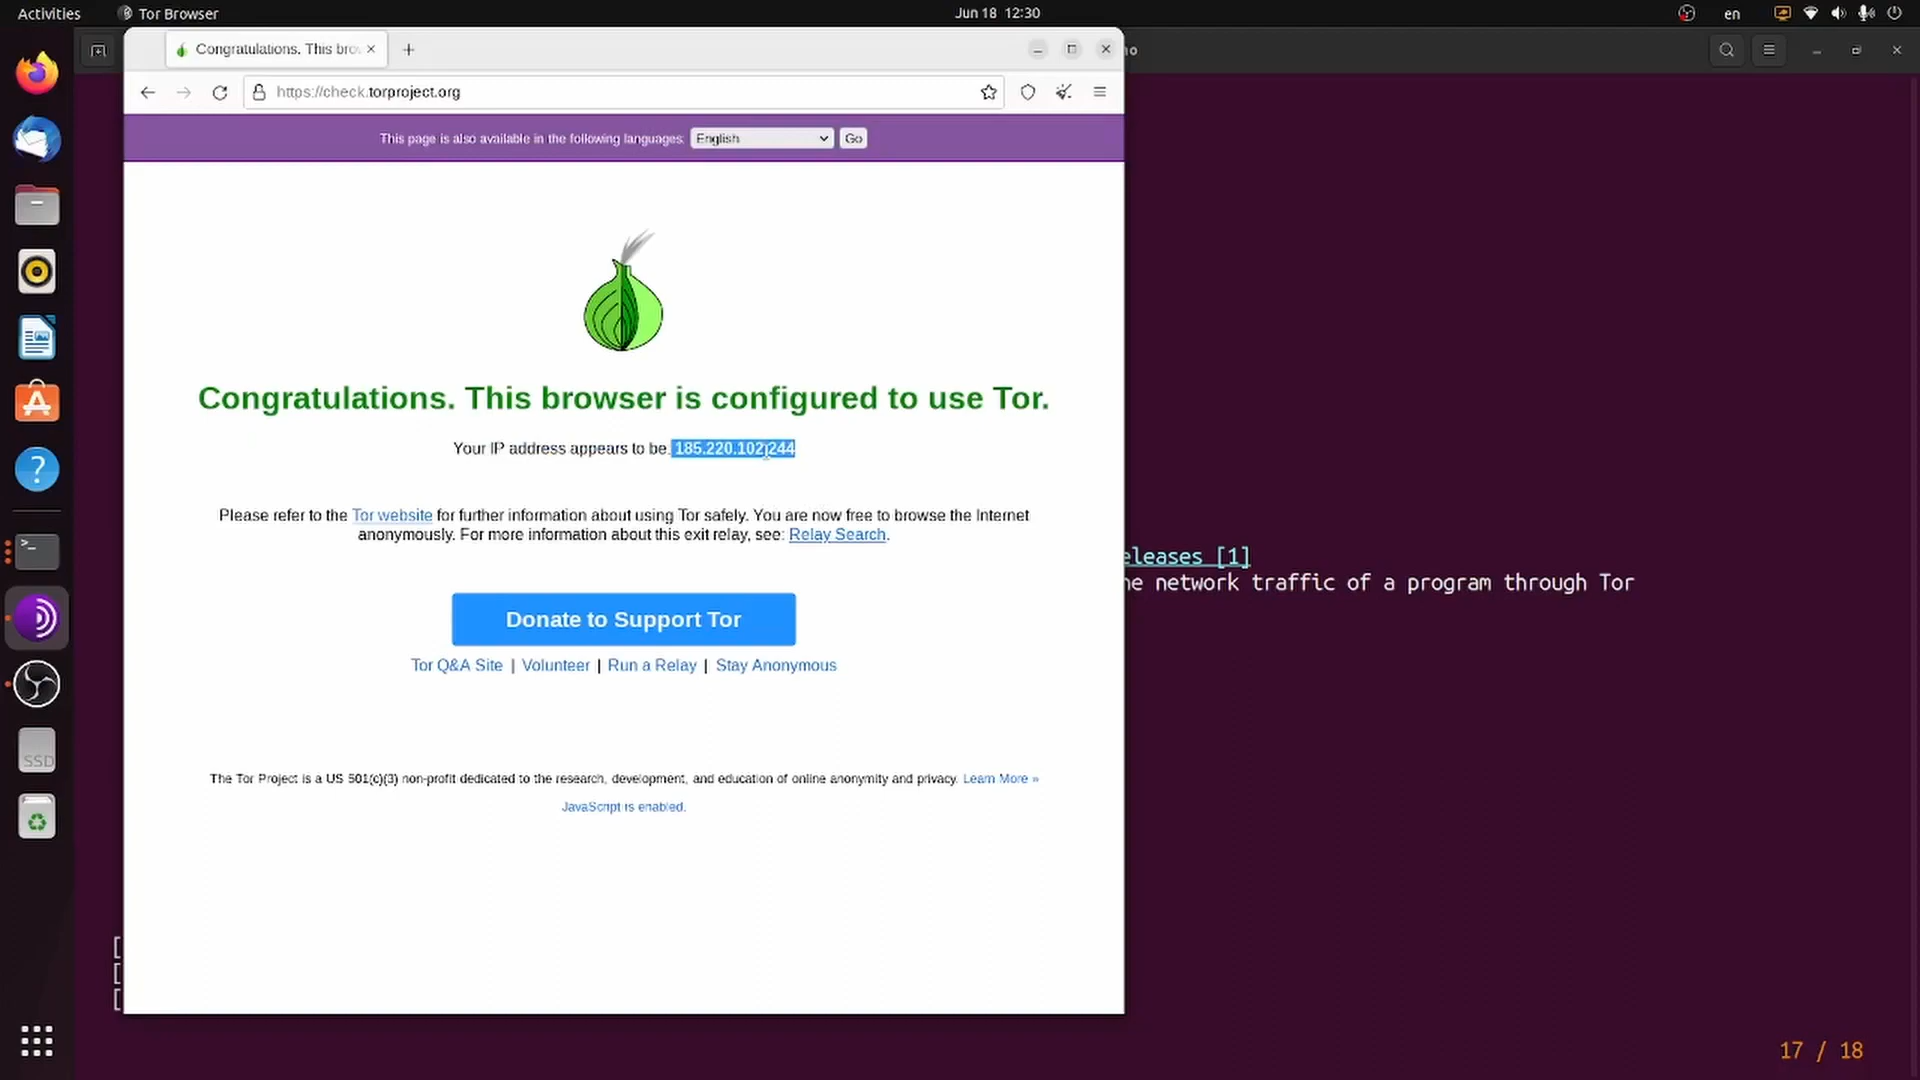 Activities Tor Browser Jun 18 12:30 en
Congratulations. This bro
https://check.torproject.org
This page is also available in the following languages: English Go
Congratulations. This browser is configured to use Tor.
Your IP address appears to be: 185.220.102.244
Please refer to the Tor website for further information about using Tor safely. You are now free to browse the Internet
anonymously. For more information about this exit relay, see: Relay Search.
eleases [1]
he network traffic of a program through Tor
Donate to Support Tor
Tor Q&A Site | Volunteer | Run a Relay | Stay Anonymous
SSD
The Tor Project is a US 501(c)(3) non-profit dedicated to the research, development, and education of online anonymity and privacy. Learn More »
JavaScript is enabled.
[
[
[
17 / 18